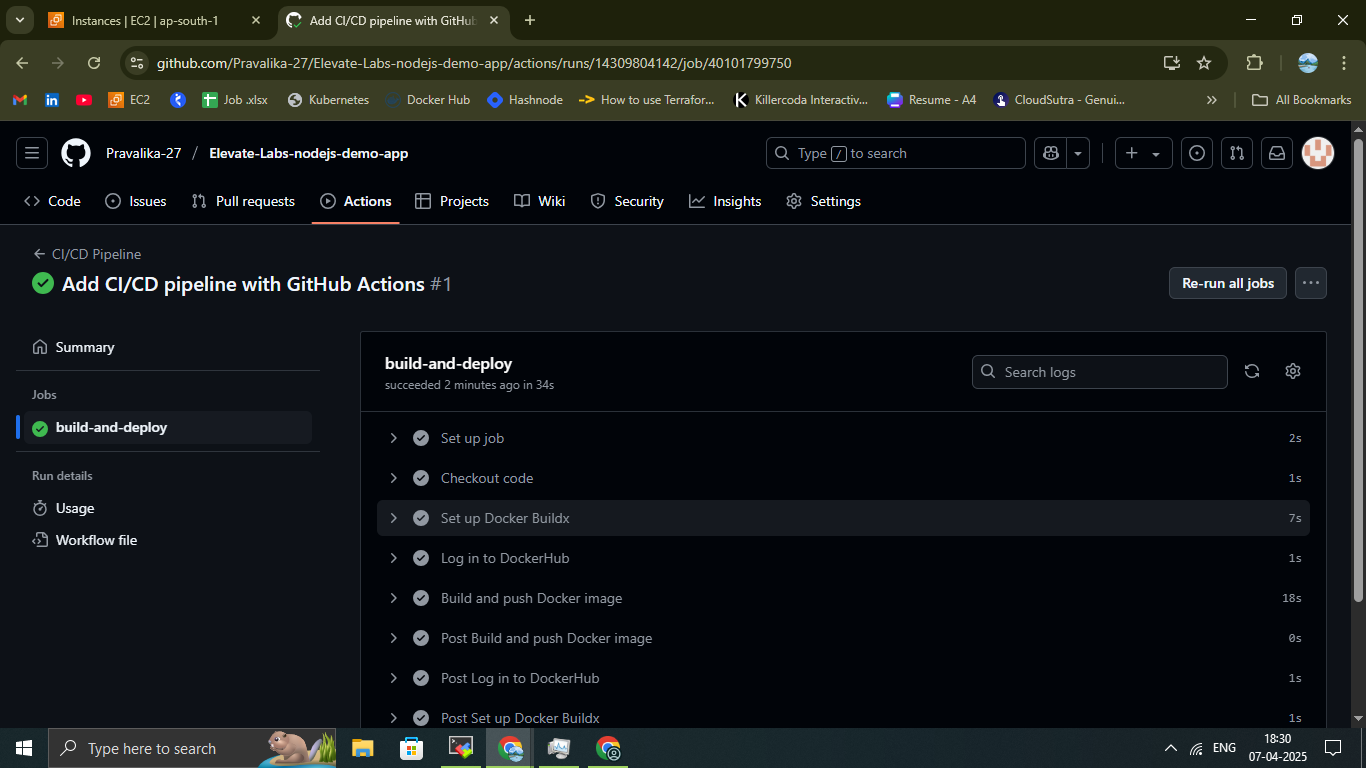 Instances | EC2 | ap-south-1
Add CI/CD pipeline with GitHub
github.com/Pravalika-27/Elevate-Labs-nodejs-demo-app/actions/runs/14309804142/job/40101799750
EC2
Job .xlsx
Kubernetes
Docker Hub
Hashnode
How to use Terrafor...
Killercoda Interactiv...
Resume - A4
CloudSutra - Genui...
All Bookmarks
Pravalika-27 / Elevate-Labs-nodejs-demo-app
Type / to search
Code
Issues
Pull requests
Actions
Projects
Wiki
Security
Insights
Settings
CI/CD Pipeline
Add CI/CD pipeline with GitHub Actions #1
Re-run all jobs
Summary
Jobs
build-and-deploy
Run details
Usage
Workflow file
build-and-deploy
succeeded 2 minutes ago in 34s
Search logs
Set up job 2s
Checkout code 1s
Set up Docker Buildx 7s
Log in to DockerHub 1s
Build and push Docker image 18s
Post Build and push Docker image 0s
Post Log in to DockerHub 1s
Post Set up Docker Buildx 1s
Type here to search
ENG
18:30
07-04-2025